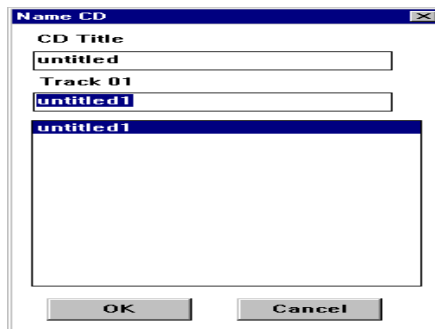 Name CD
CD Title
untitled
Track 01
untitled1
untitled1
OK Cancel